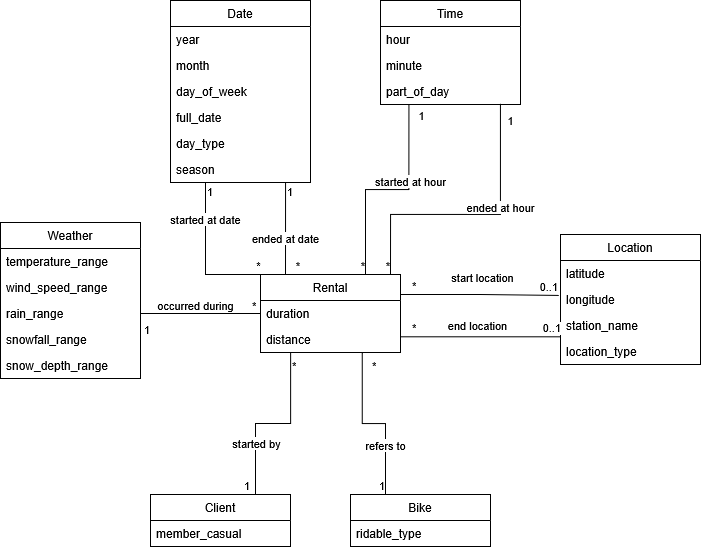 Date
year
month
day_of_week
full_date
day_type
season
Time
hour
minute
part_of_day
1
1
1
1
started at date
ended at date
started at hour
ended at hour
*
*
*
*
Weather
temperature_range
wind_speed_range
rain_range
snowfall_range
snow_depth_range
occurred during
1
*
Rental
duration
distance
*
start location
0..1
*
end location
0..1
Location
latitude
longitude
station_name
location_type
*
*
started by
refers to
1
1
Client
member_casual
Bike
ridable_type